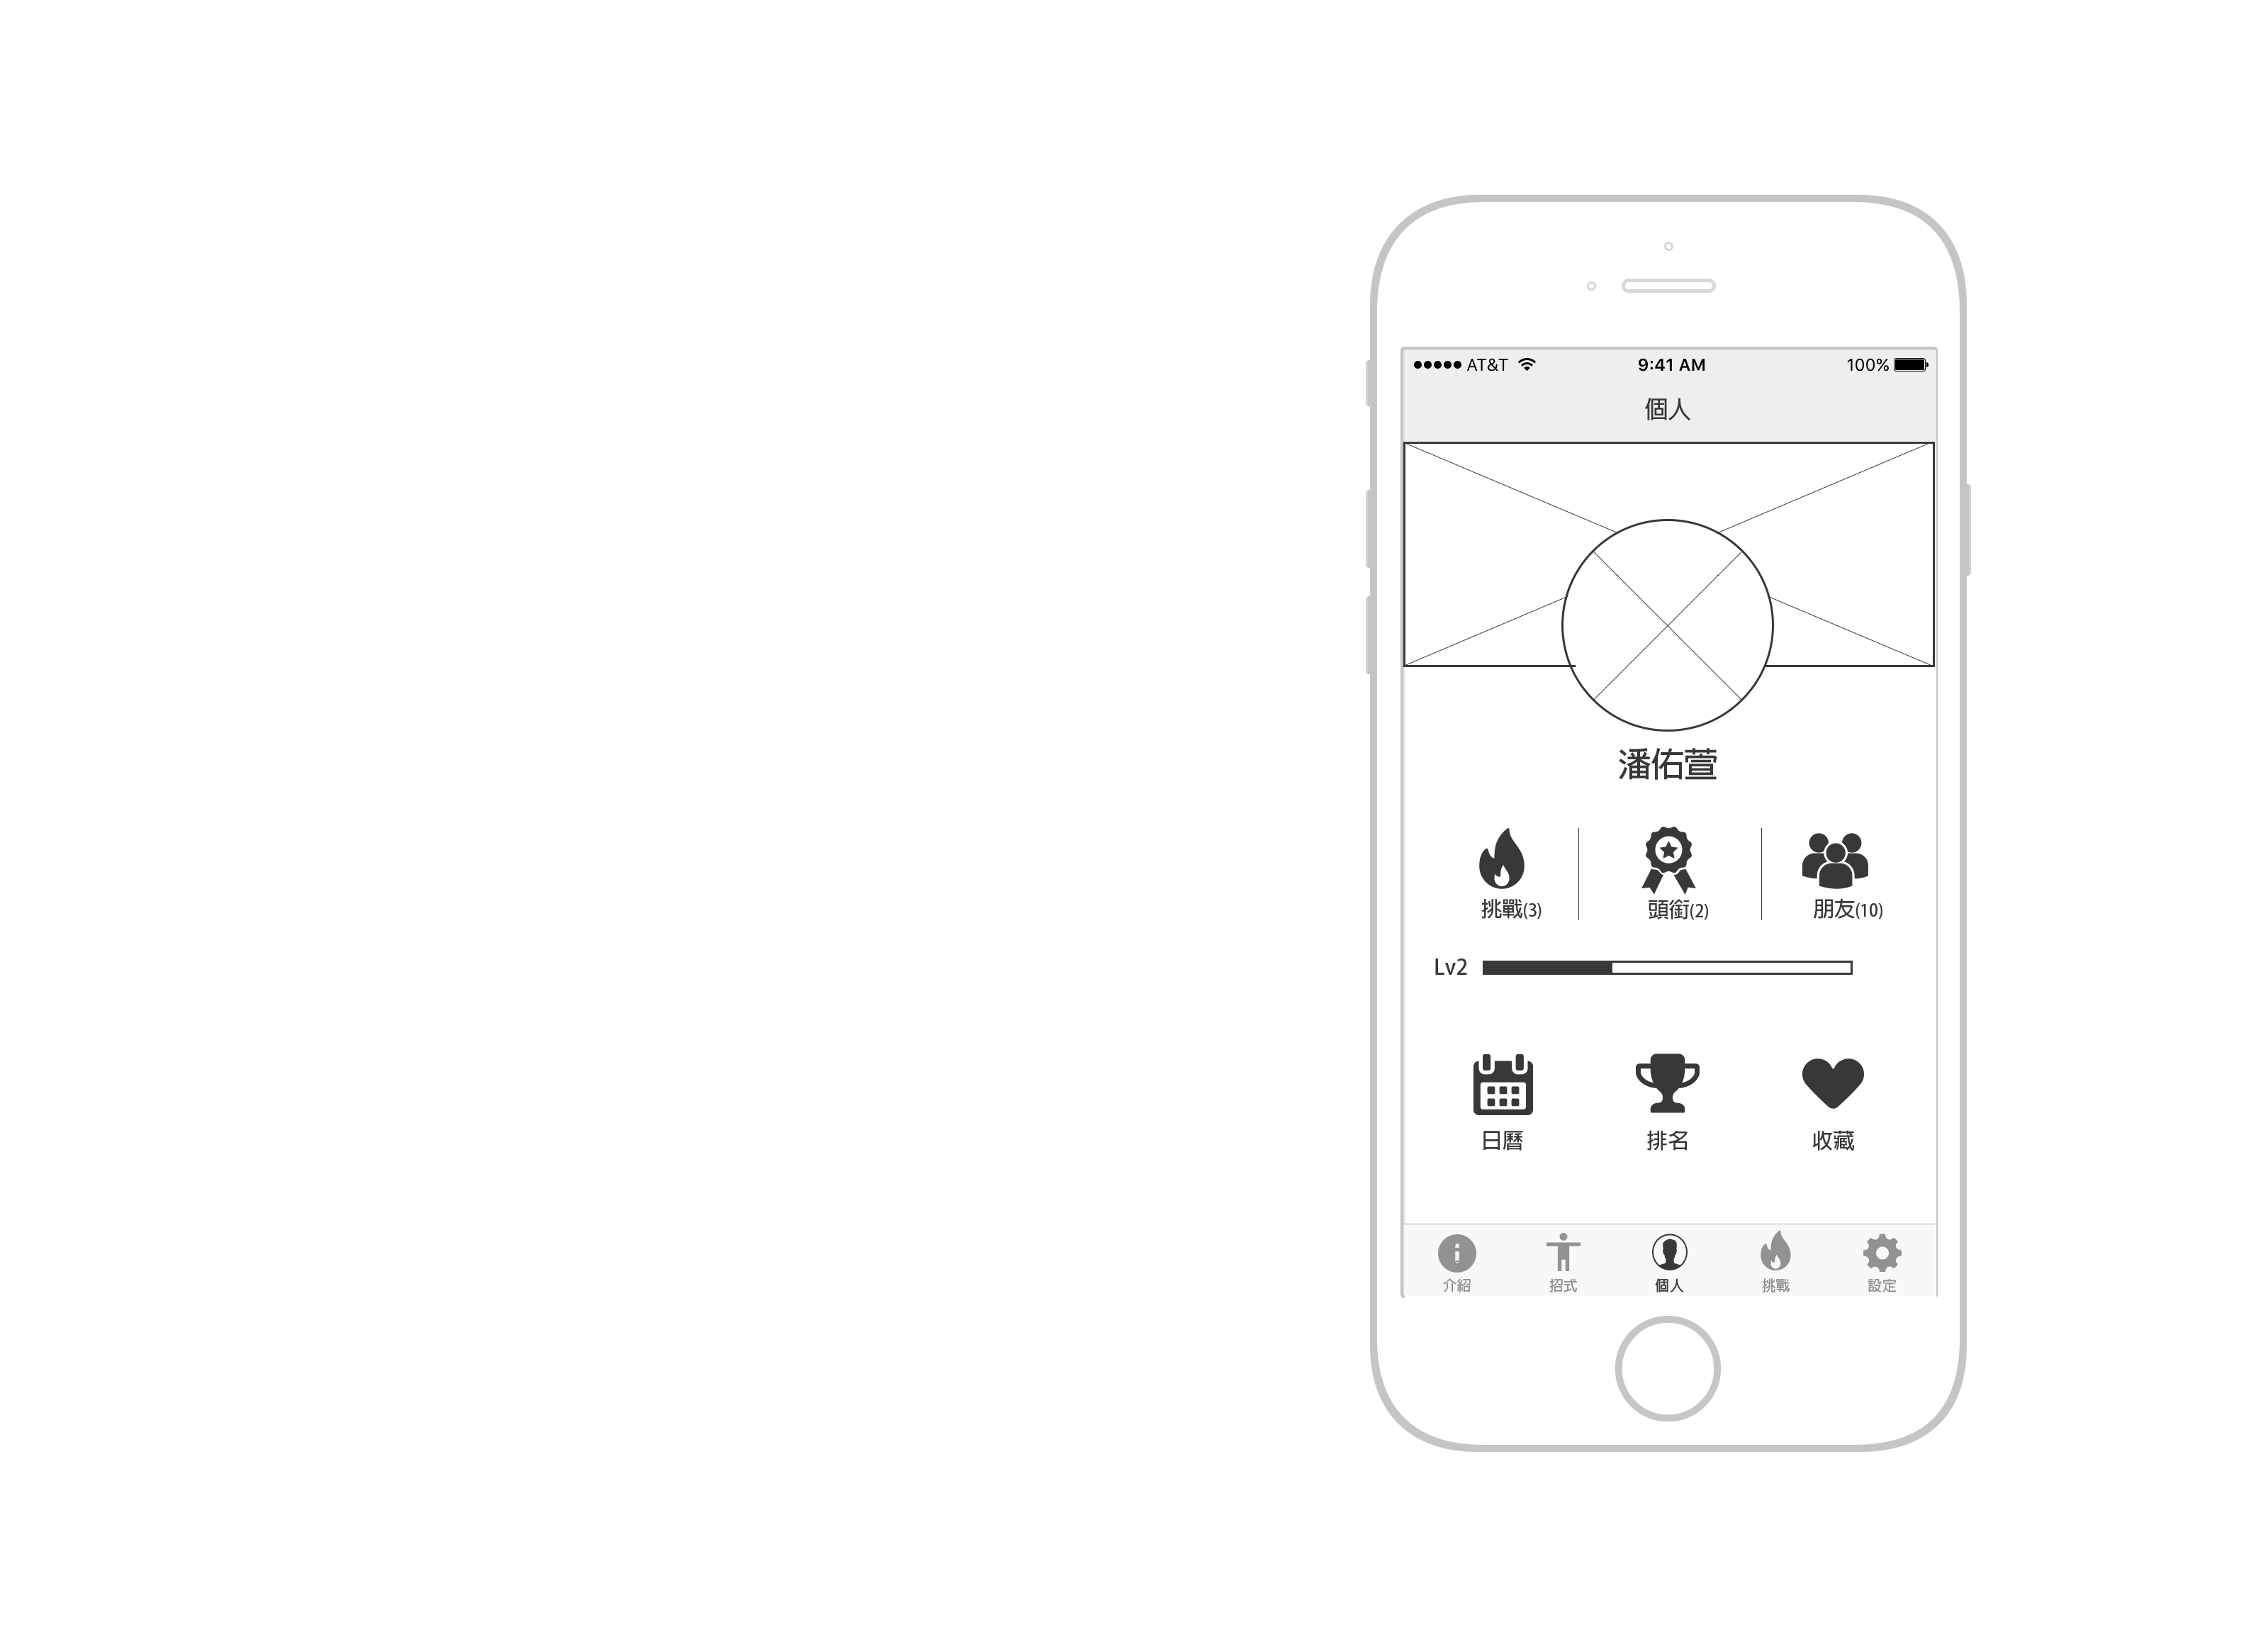 AT&T 9:41 AM 100%
個人
潘佑萱
挑戰(3) 頭銜(2) 朋友(10)
Lv2
日曆 排名 收藏
介紹 招式 個人 挑戰 設定